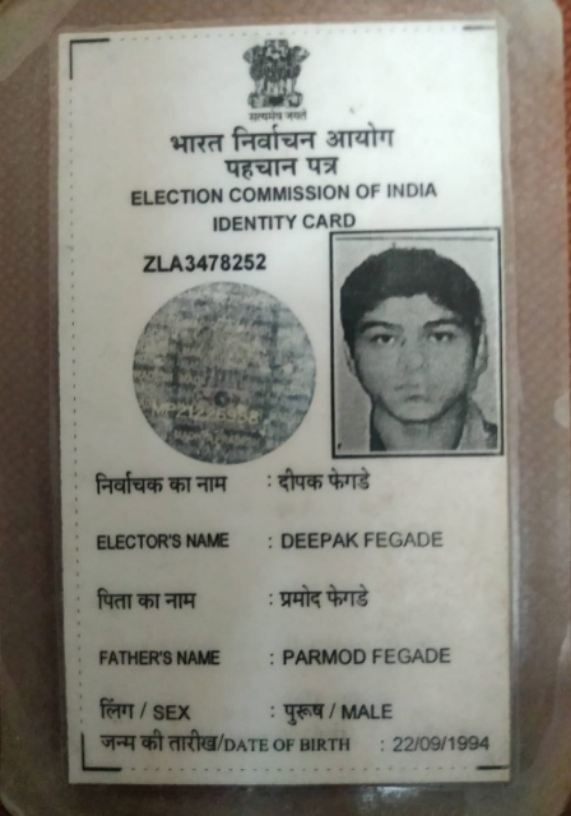 सत्यमेव जयते
भारत निर्वाचन आयोग
पहचान पत्र
ELECTION COMMISSION OF INDIA
IDENTITY CARD
ZLA3478252
निर्वाचक का नाम : दीपक फेगडे
ELECTOR'S NAME : DEEPAK FEGADE
पिता का नाम : प्रमोद फेगडे
FATHER'S NAME : PARMOD FEGADE
लिंग / SEX : पुरूष / MALE
जन्म की तारीख/DATE OF BIRTH : 22/09/1994